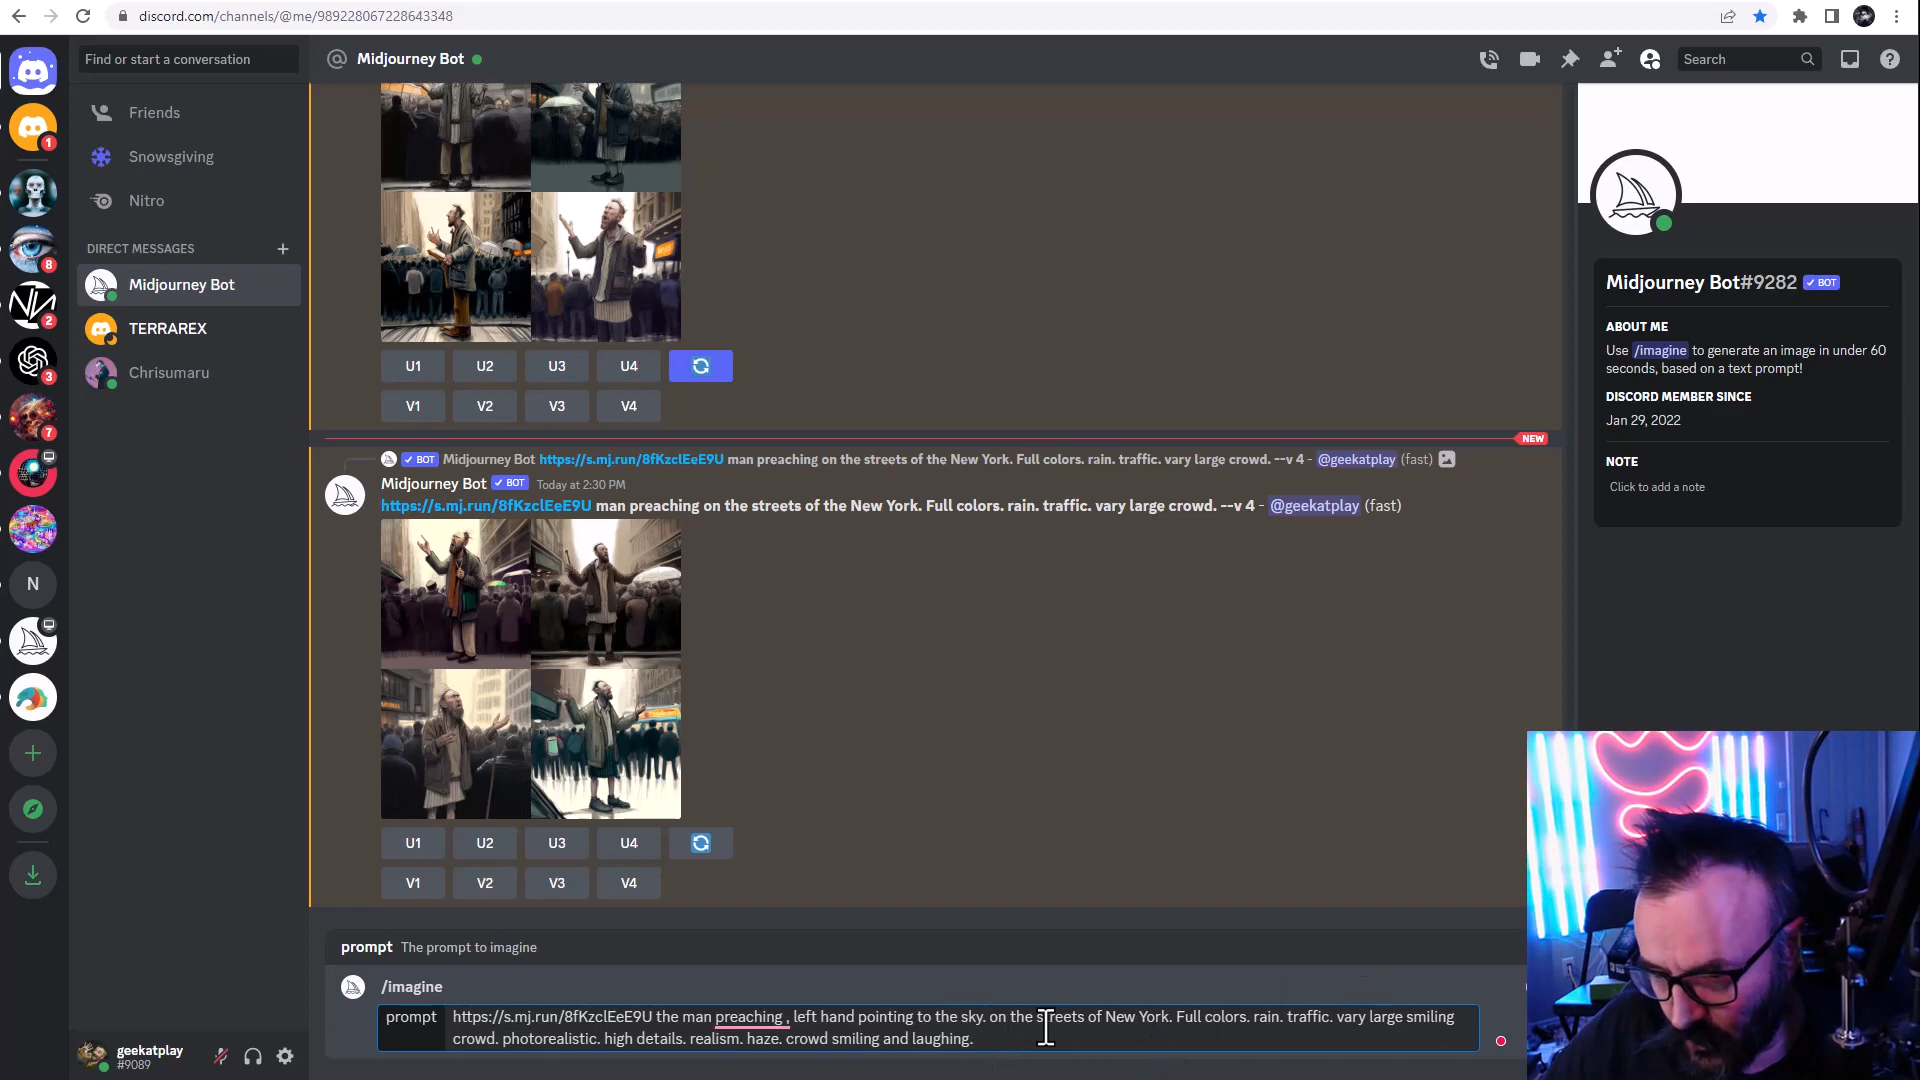 discord.com/channels/@me/989228067228643348
Find or start a conversation
Midjourney Bot
Search
1
8
2
3
7
N
Friends
Snowsgiving
Nitro
DIRECT MESSAGES
Midjourney Bot
TERRAREX
Chrisumaru
U1 U2 U3 U4
V1 V2 V3 V4
NEW
BOT Midjourney Bot https://s.mj.run/8fKzclEeE9U man preaching on the streets of the New York. Full colors. rain. traffic. vary large crowd. --v 4 - @geekatplay (fast)
Midjourney Bot BOT Today at 2:30 PM
https://s.mj.run/8fKzclEeE9U man preaching on the streets of the New York. Full colors. rain. traffic. vary large crowd. --v 4 - @geekatplay (fast)
U1 U2 U3 U4
V1 V2 V3 V4
prompt The prompt to imagine
/imagine
prompt https://s.mj.run/8fKzclEeE9U the man preaching , left hand pointing to the sky. on the streets of New York. Full colors. rain. traffic. vary large smiling
crowd. photorealistic. high details. realism. haze. crowd smiling and laughing.
geekatplay
#9089
Midjourney Bot#9282 BOT
ABOUT ME
Use /imagine to generate an image in under 60
seconds, based on a text prompt!
DISCORD MEMBER SINCE
Jan 29, 2022
NOTE
Click to add a note